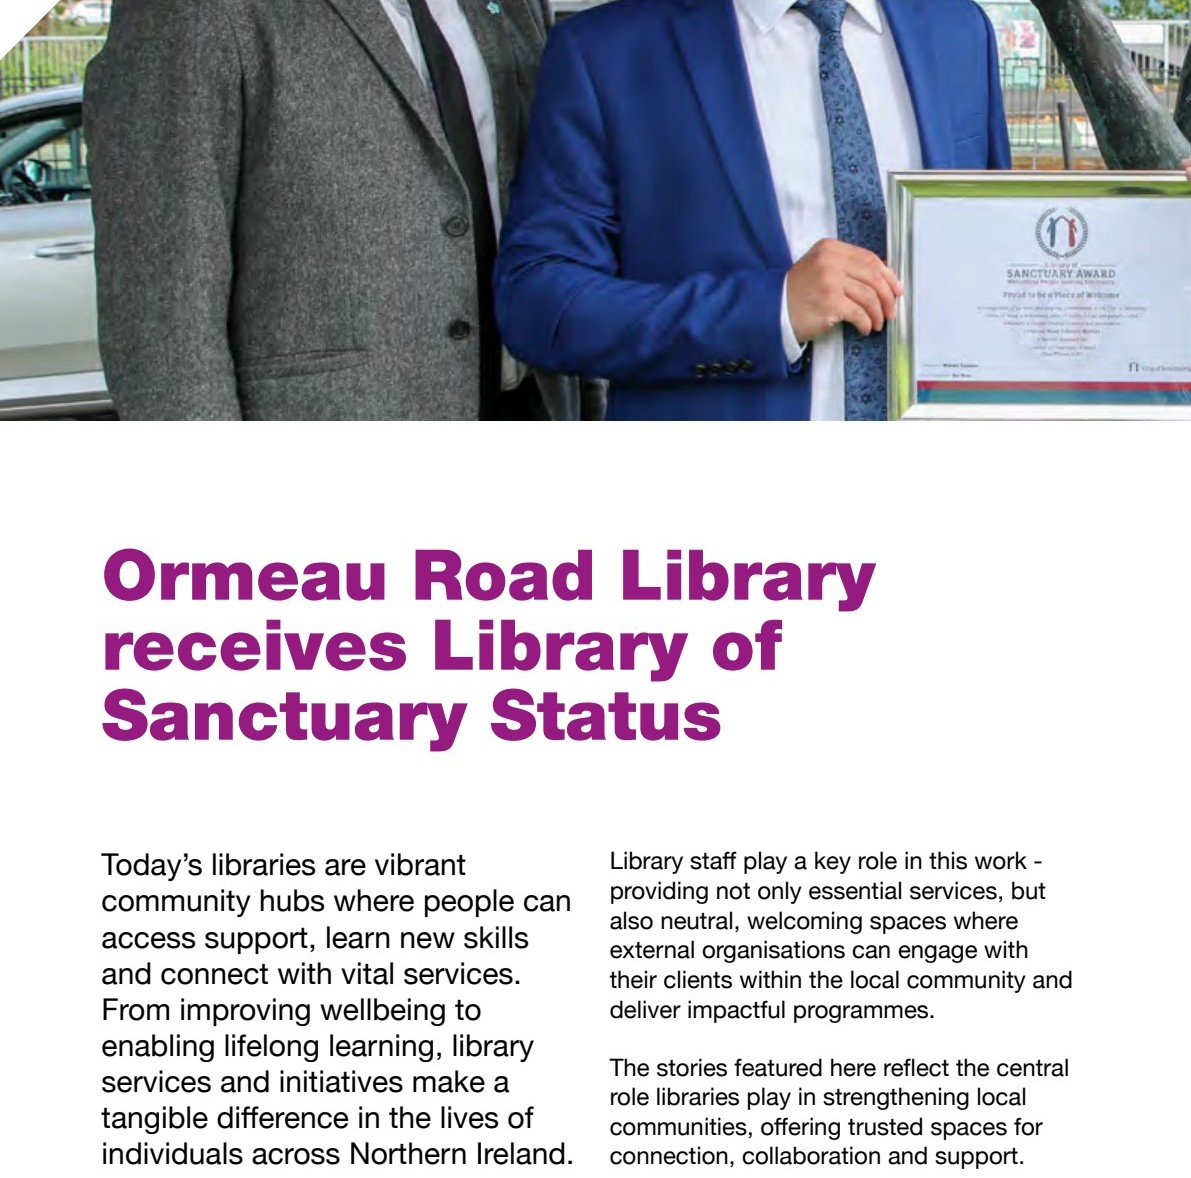 SANCTUARY AWARD
Proud to be a Place of Welcome
Ormeau Road Library
receives Library of
Sanctuary Status
Today’s libraries are vibrant
community hubs where people can
access support, learn new skills
and connect with vital services.
From improving wellbeing to
enabling lifelong learning, library
services and initiatives make a
tangible difference in the lives of
individuals across Northern Ireland.
Library staff play a key role in this work -
providing not only essential services, but
also neutral, welcoming spaces where
external organisations can engage with
their clients within the local community and
deliver impactful programmes.
The stories featured here reflect the central
role libraries play in strengthening local
communities, offering trusted spaces for
connection, collaboration and support.